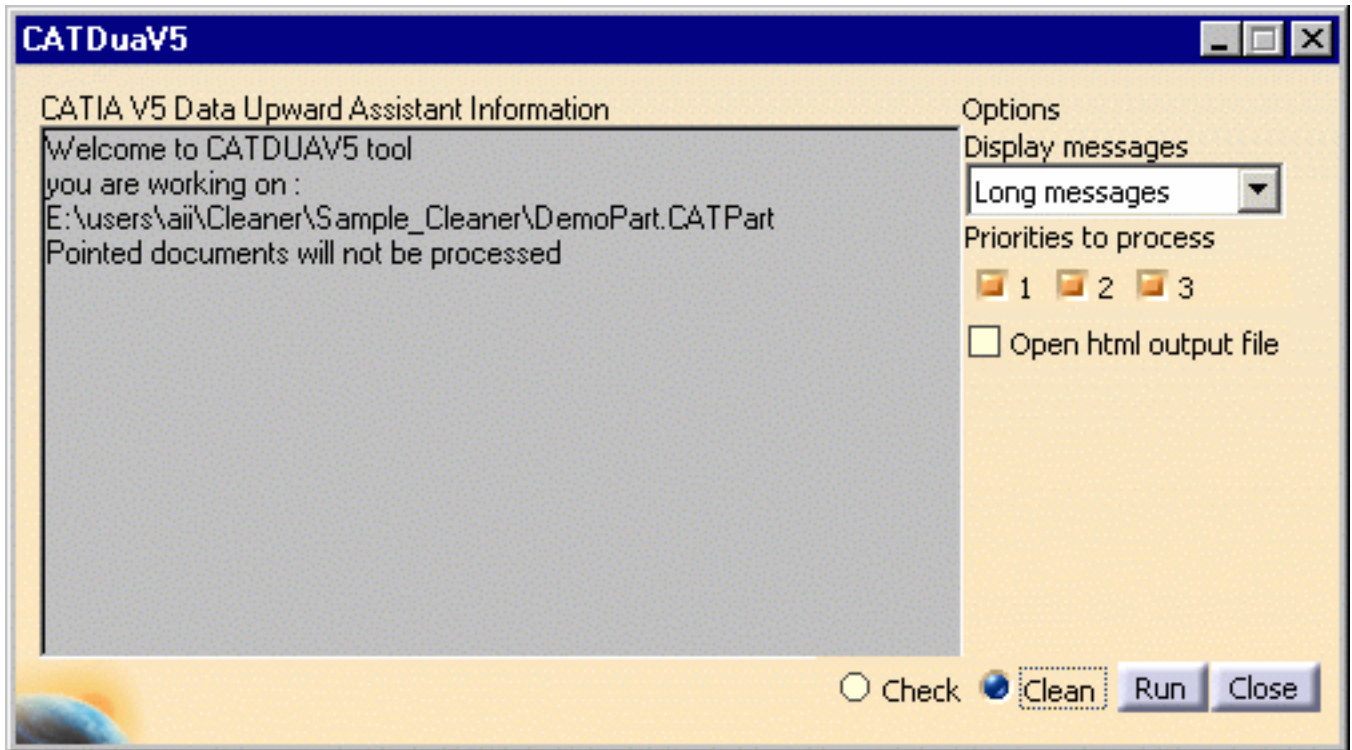 CATDuaV5
CATIA V5 Data Upward Assistant Information
Welcome to CATDUAV5 tool
you are working on :
E:\users\aii\Cleaner\Sample_Cleaner\DemoPart.CATPart
Pointed documents will not be processed
Options
Display messages
Long messages
Priorities to process
1 2 3
Open html output file
Check Clean Run Close